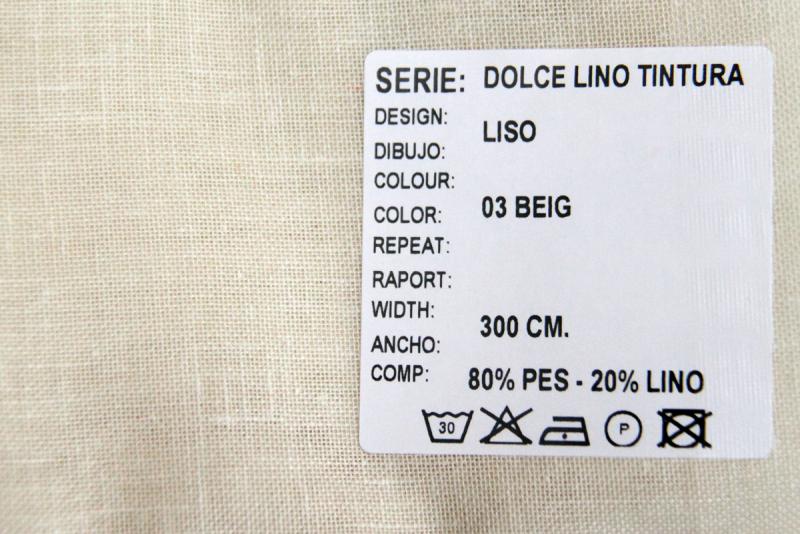 SERIE: DOLCE LINO TINTURA
DESIGN:
DIBUJO: LISO
COLOUR:
COLOR: 03 BEIG
REPEAT:
RAPORT:
WIDTH:
ANCHO: 300 CM.
COMP: 80% PES - 20% LINO
30 P